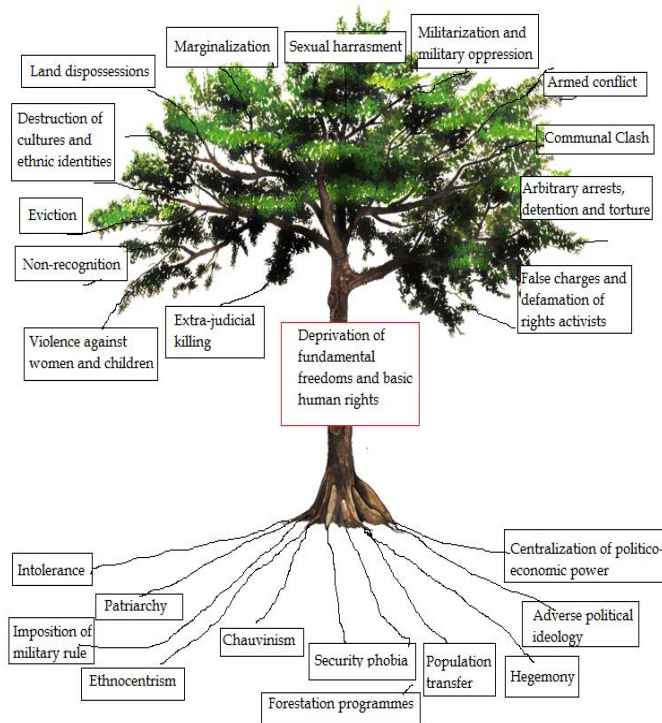 Marginalization
Sexual harrasment
Militarization and
military oppression
Land dispossessions
Armed conflict
Destruction of
cultures and
ethnic identities
Communal Clash
Eviction
Arbitrary arrests,
detention and torture
Non-recognition
False charges and
defamation of
rights activists
Violence against
women and children
Extra-judicial
killing
Deprivation of
fundamental
freedoms and basic
human rights
Intolerance
Centralization of politico-
economic power
Patriarchy
Adverse political
ideology
Imposition of
military rule
Chauvinism
Ethnocentrism
Security phobia
Population
transfer
Hegemony
Forestation programmes